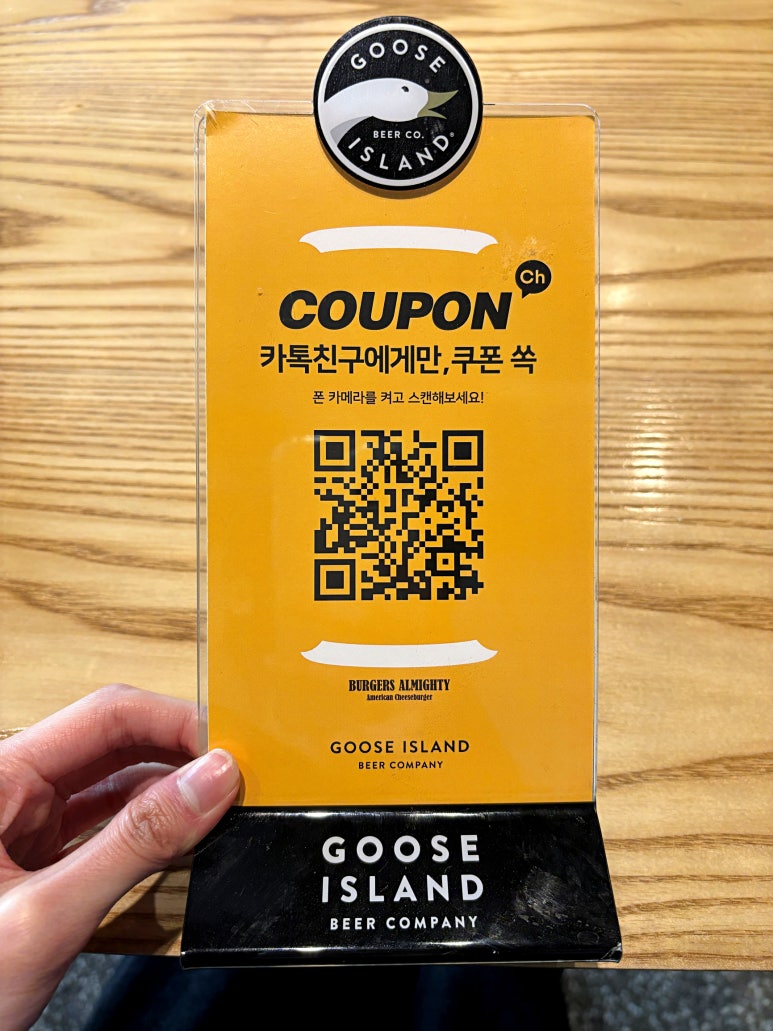 GOOSE
BEER CO.
ISLAND®
Ch
COUPON
카톡친구에게만, 쿠폰 쏙
폰 카메라를 켜고 스캔해보세요!
BURGERS ALMIGHTY
American Cheeseburger
GOOSE ISLAND
BEER COMPANY
GOOSE
ISLAND
BEER COMPANY